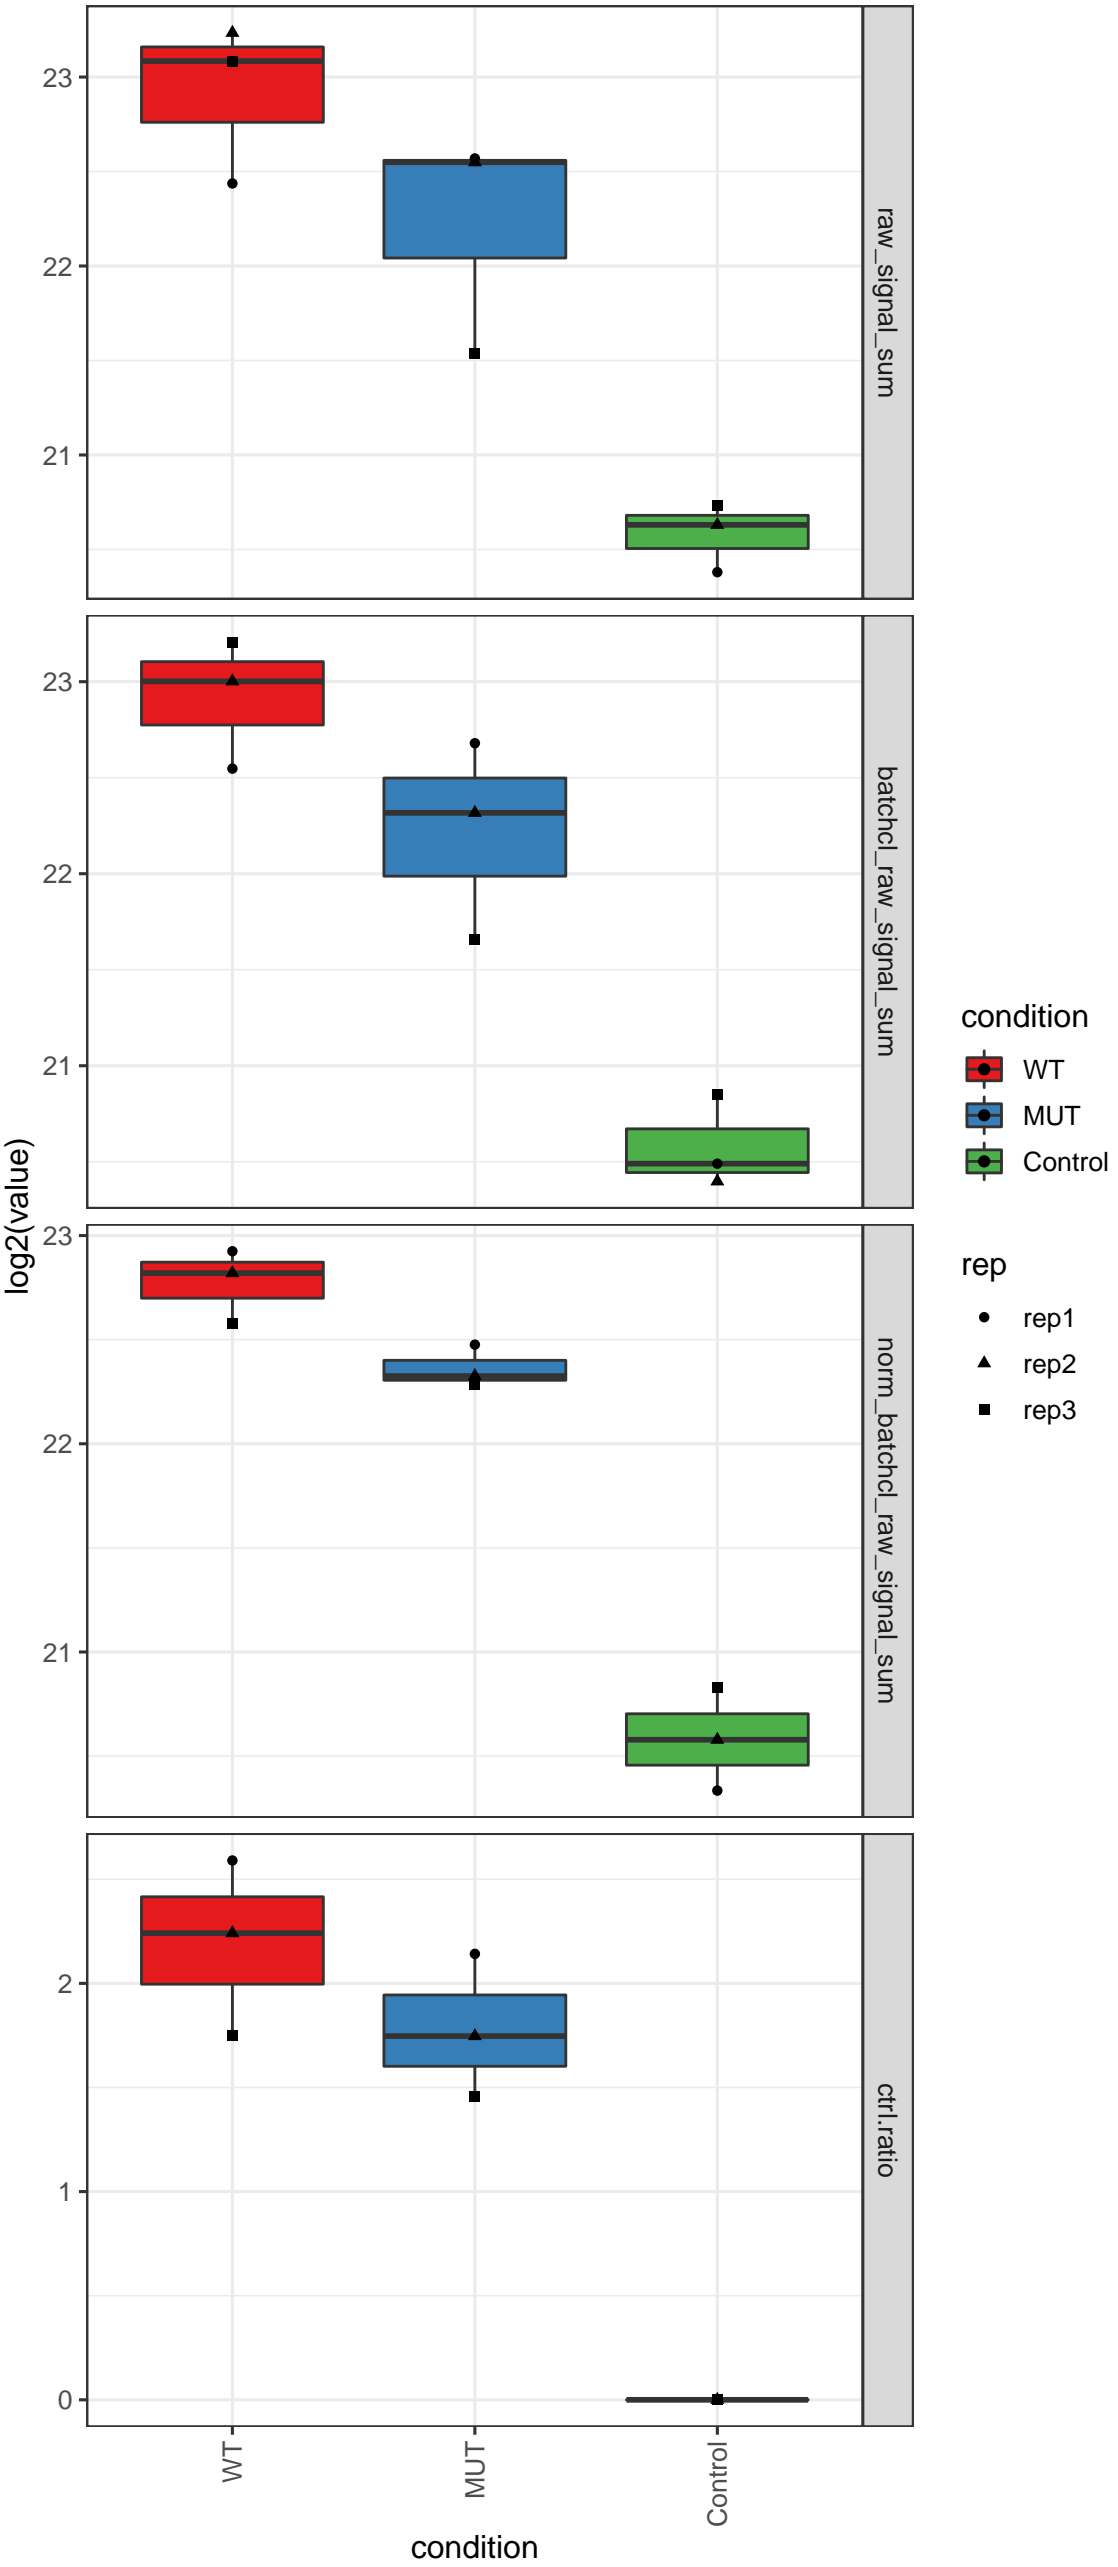 23
22
21
raw_signal_sum
23
22
21
batchcl_raw_signal_sum
23
22
21
norm_batchcl_raw_signal_sum
2
1
0
ctrl.ratio
log2(value)
WT
MUT
Control
condition
condition
WT
MUT
Control
rep
rep1
rep2
rep3